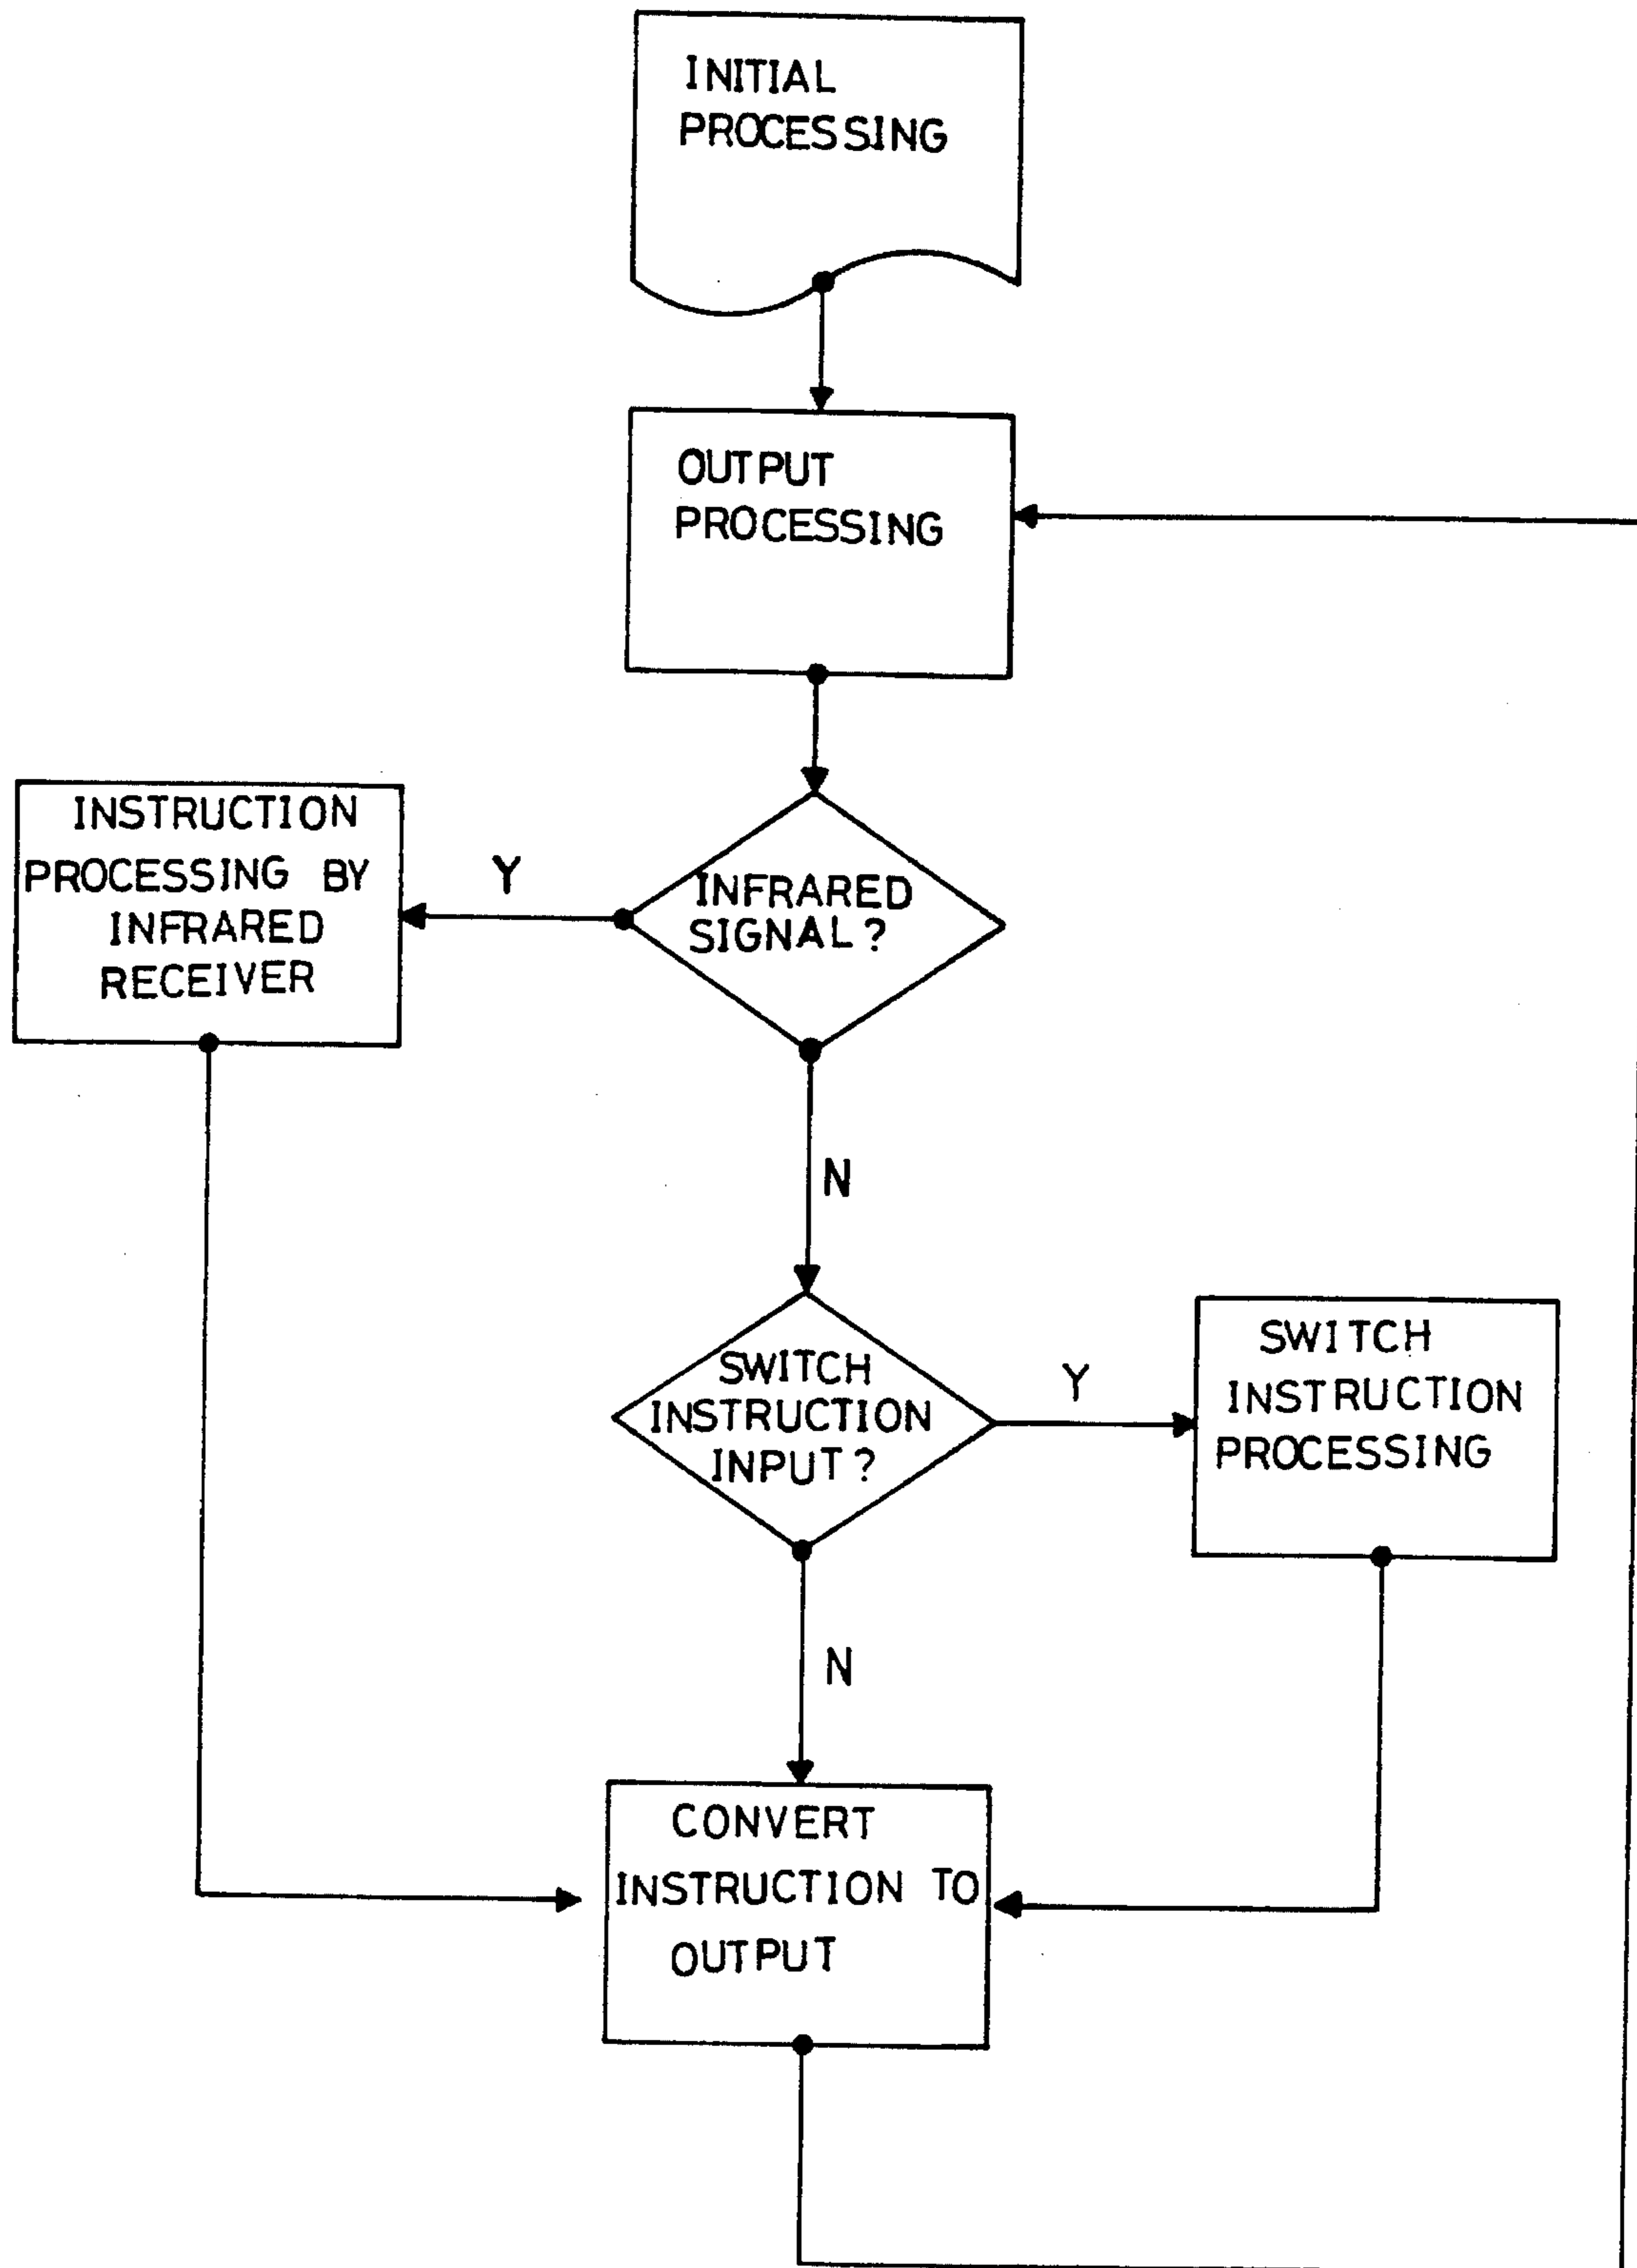 INITIAL
PROCESSING
OUTPUT
PROCESSING
INSTRUCTION
PROCESSING BY
INFRARED
RECEIVER
Y
INFRARED
SIGNAL?
N
SWITCH
INSTRUCTION
INPUT?
Y
SWITCH
INSTRUCTION
PROCESSING
N
CONVERT
INSTRUCTION TO
OUTPUT